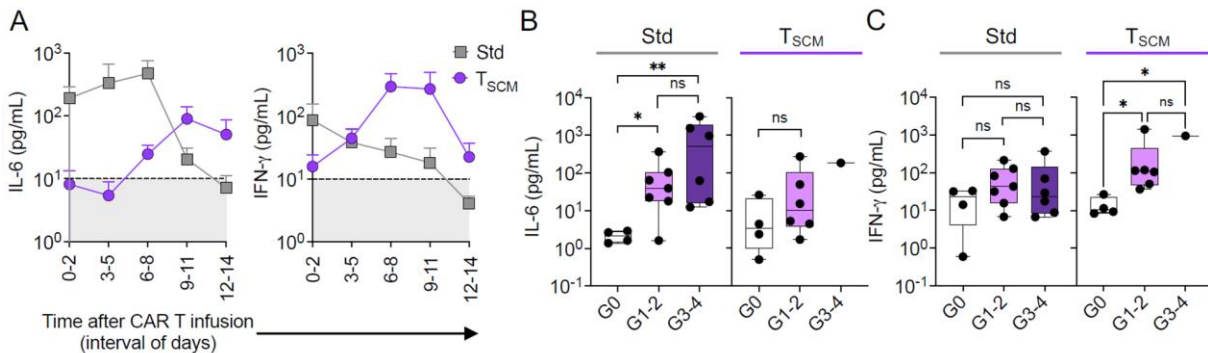 A
IL-6 (pg/mL)
10³
10²
10¹
10⁰
0-2
3-5
6-8
9-11
12-14
IFN-γ (pg/mL)
10³
10²
10¹
10⁰
0-2
3-5
6-8
9-11
12-14
Std
T_SCM
Time after CAR T infusion
(interval of days)
B
Std
T_SCM
IL-6 (pg/mL)
10⁴
10³
10²
10¹
10⁰
10⁻¹
**
ns
*
ns
G0
G1-2
G3-4
G0
G1-2
G3-4
C
Std
T_SCM
IFN-γ (pg/mL)
10⁴
10³
10²
10¹
10⁰
10⁻¹
ns
ns
ns
*
*
ns
G0
G1-2
G3-4
G0
G1-2
G3-4